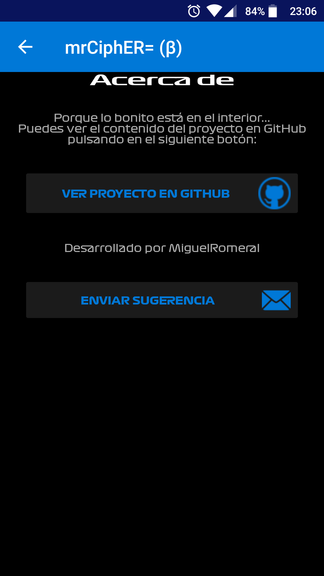 84% 23:06
mrCiphER= (β)
Acerca de
Porque lo bonito está en el interior...
Puedes ver el contenido del proyecto en GitHub
pulsando en el siguiente botón:
VER PROYECTO EN GITHUB
Desarrollado por MiguelRomeral
ENVIAR SUGERENCIA